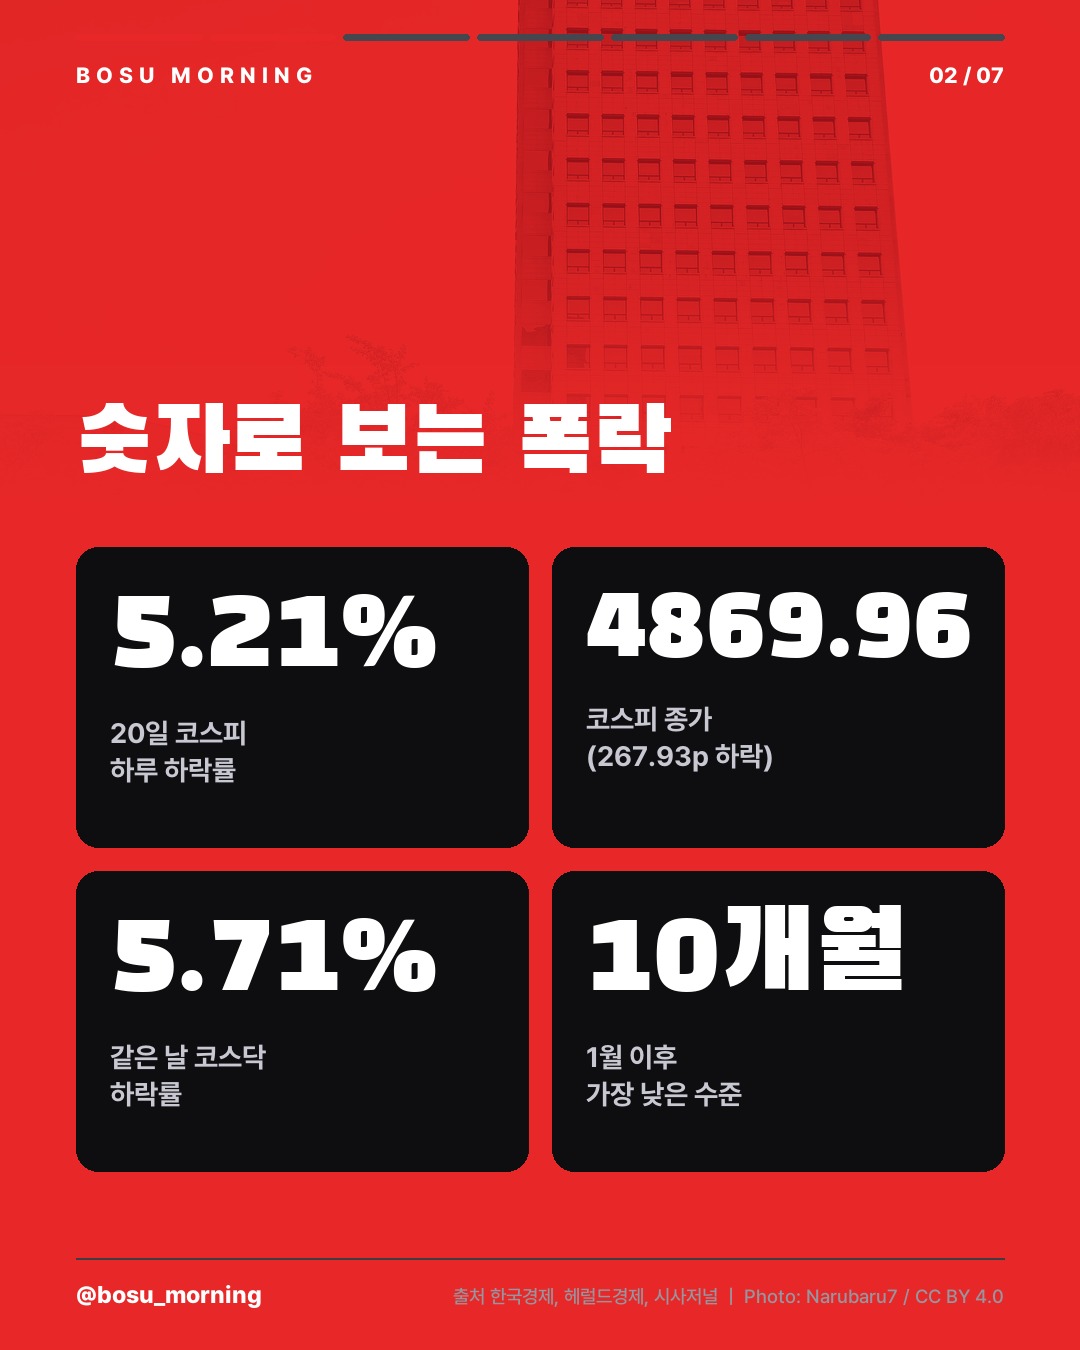 BOSU MORNING
02 / 07
숫자로 보는 폭락
5.21%
20일 코스피
하루 하락률
4869.96
코스피 종가
(267.93p 하락)
5.71%
같은 날 코스닥
하락률
10개월
1월 이후
가장 낮은 수준
@bosu_morning
출처 한국경제, 헤럴드경제, 시사저널 | Photo: Narubaru7 / CC BY 4.0